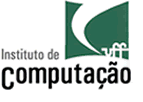 uff
Instituto de
computação